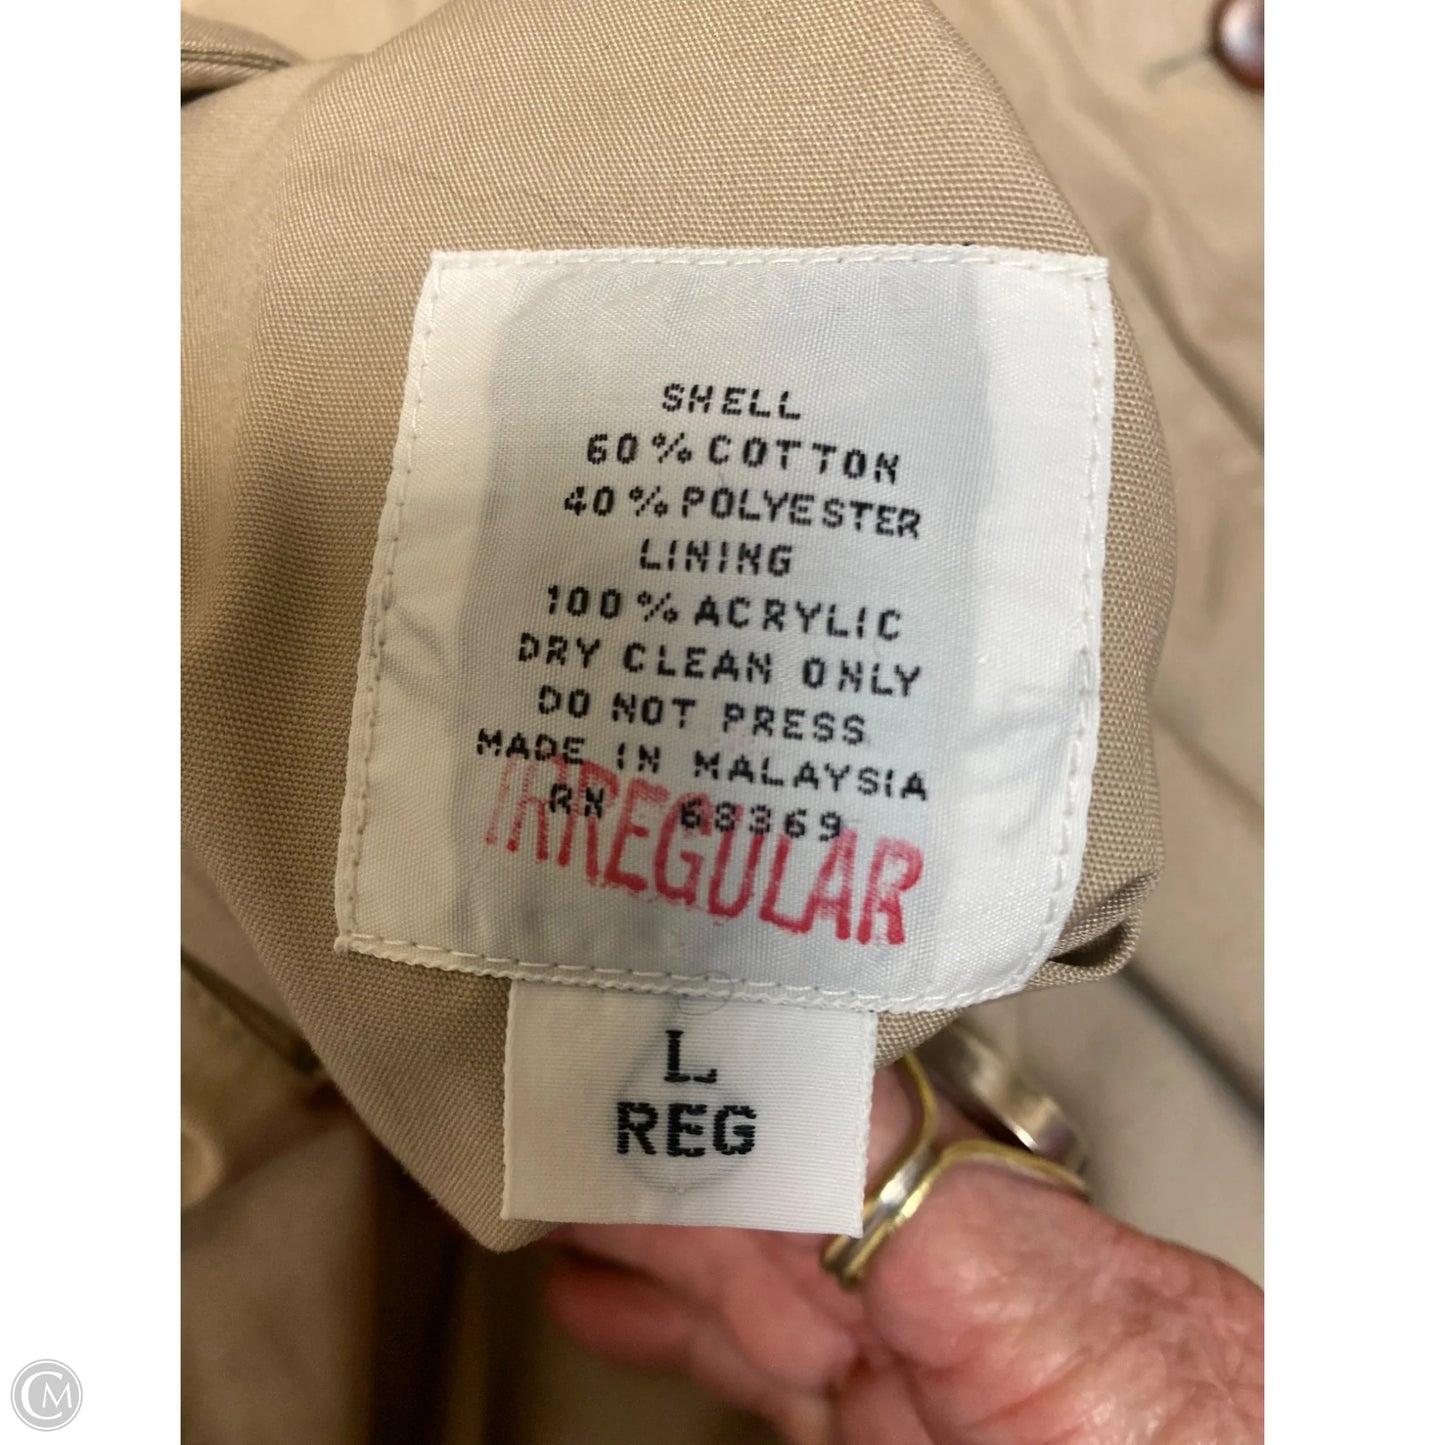 SHELL
60% COTTON
40% POLYESTER
LINING
100% ACRYLIC
DRY CLEAN ONLY
DO NOT PRESS
MADE IN MALAYSIA
RN 68369
IRREGULAR
L
REG
CM